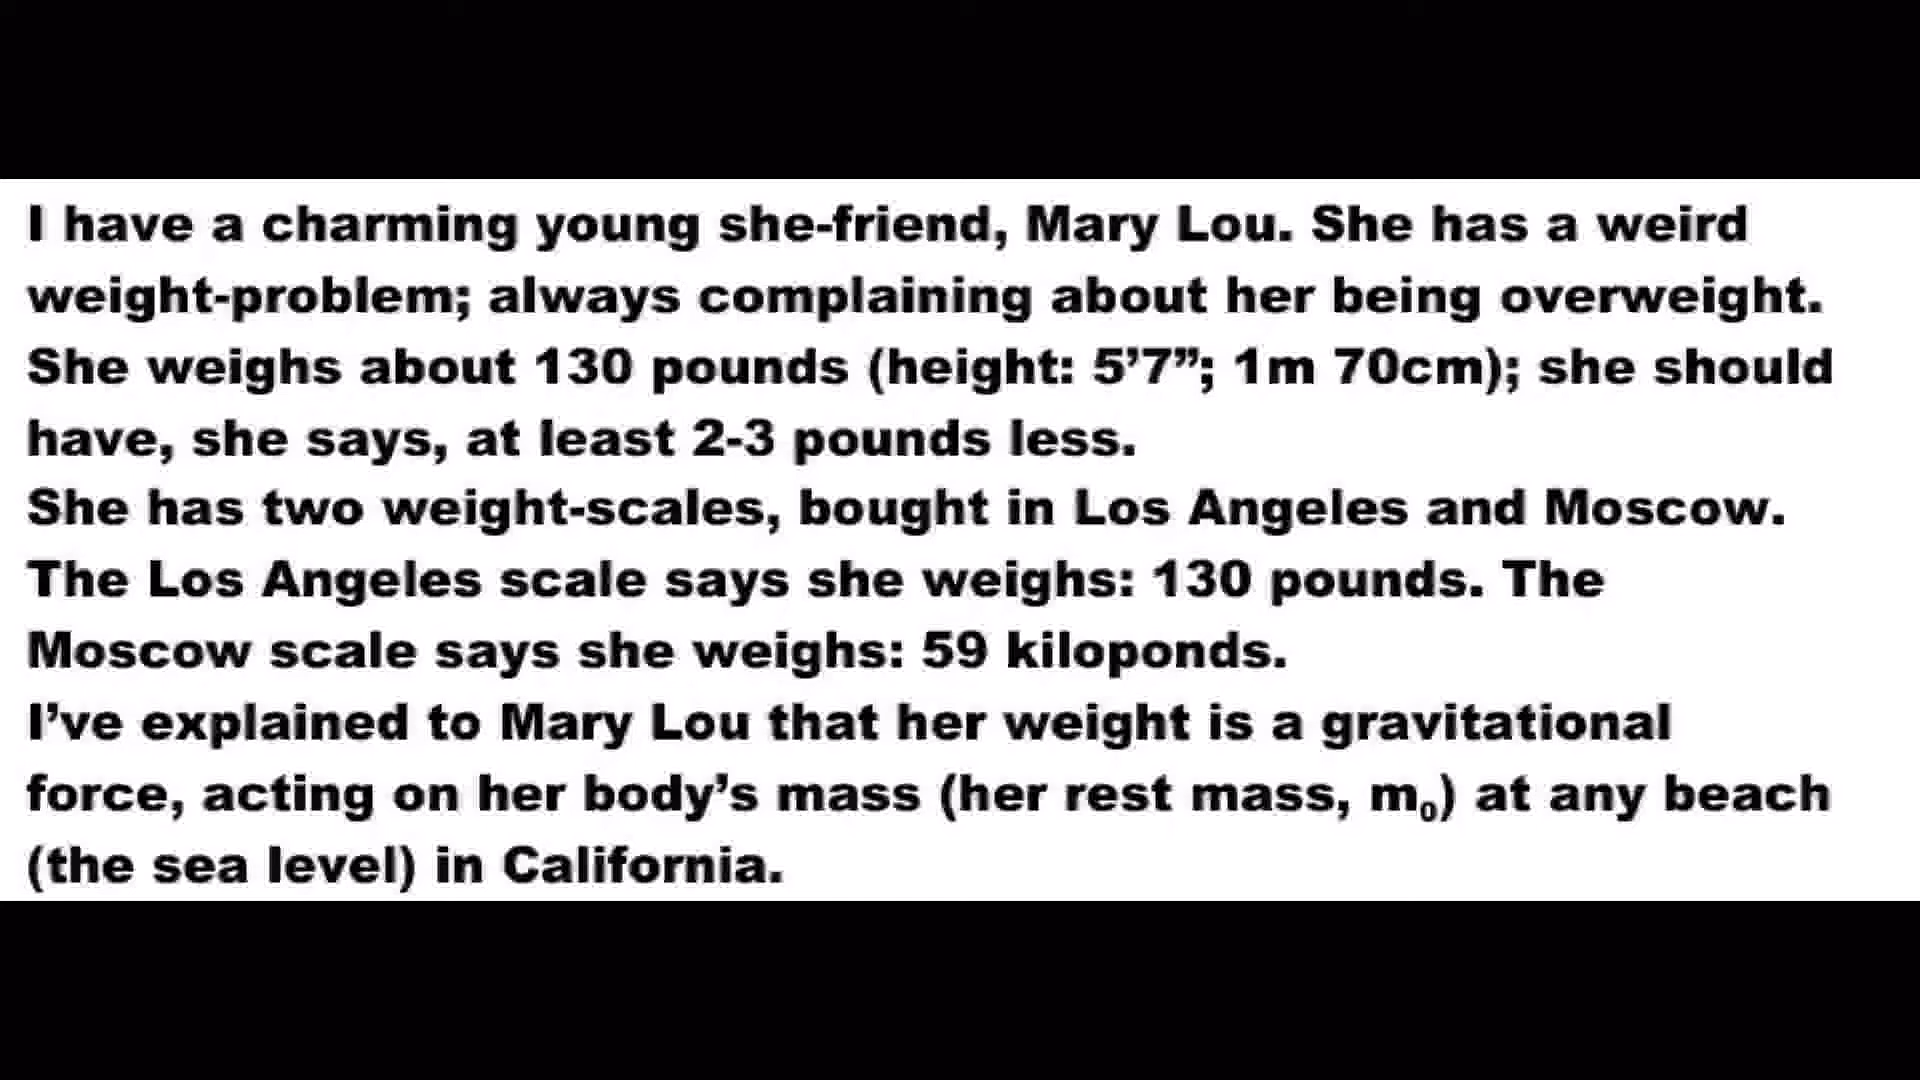 I have a charming young she-friend, Mary Lou. She has a weird
weight-problem; always complaining about her being overweight.
She weighs about 130 pounds (height: 5’7”; 1m 70cm); she should
have, she says, at least 2-3 pounds less.
She has two weight-scales, bought in Los Angeles and Moscow.
The Los Angeles scale says she weighs: 130 pounds. The
Moscow scale says she weighs: 59 kiloponds.
I’ve explained to Mary Lou that her weight is a gravitational
force, acting on her body’s mass (her rest mass, m₀) at any beach
(the sea level) in California.